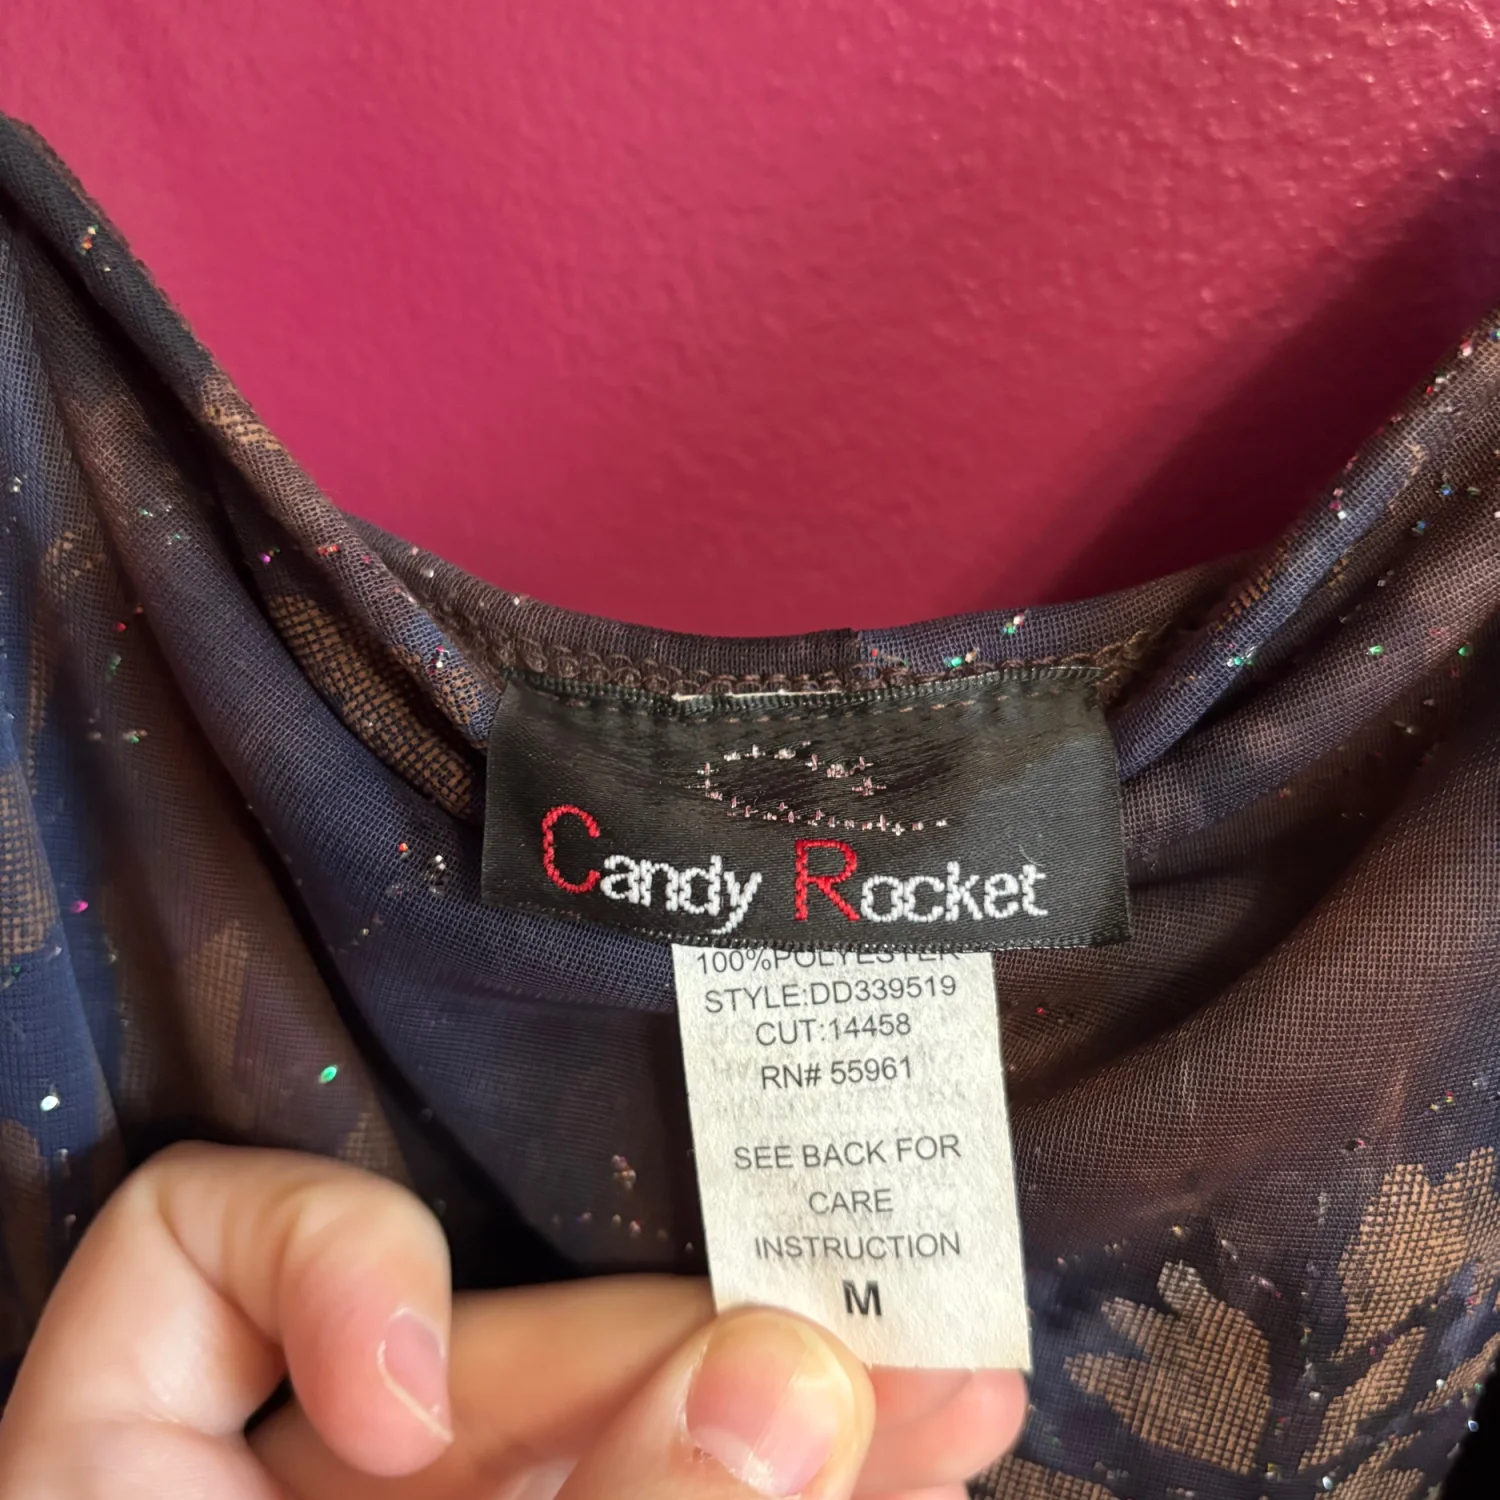 Candy Rocket
100%POLYESTER
STYLE:DD339519
CUT:14458
RN# 55961
SEE BACK FOR
CARE
INSTRUCTION
M